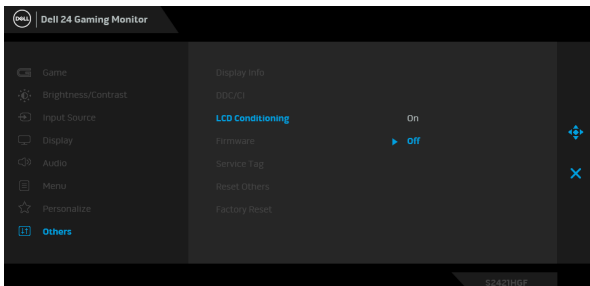 DELL Dell 24 Gaming Monitor
Game
Brightness/Contrast
Input Source
Display
Audio
Menu
Personalize
Others
Display Info
DDC/CI
LCD Conditioning On
Firmware Off
Service Tag
Reset Others
Factory Reset
S2421HGF